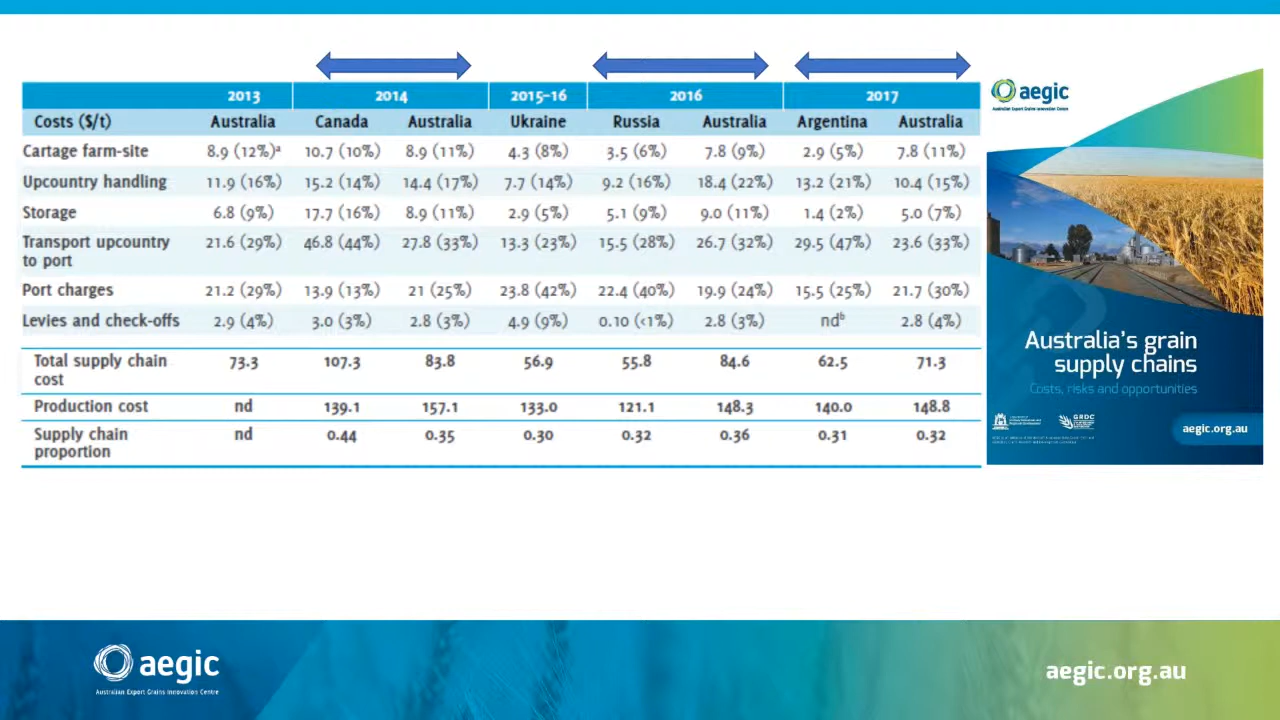 2013 2014 2015–16 2016 2017
Costs ($/t) Australia Canada Australia Ukraine Russia Australia Argentina Australia
Cartage farm-site 8.9 (12%)ᵃ 10.7 (10%) 8.9 (11%) 4.3 (8%) 3.5 (6%) 7.8 (9%) 2.9 (5%) 7.8 (11%)
Upcountry handling 11.9 (16%) 15.2 (14%) 14.4 (17%) 7.7 (14%) 9.2 (16%) 18.4 (22%) 13.2 (21%) 10.4 (15%)
Storage 6.8 (9%) 17.7 (16%) 8.9 (11%) 2.9 (5%) 5.1 (9%) 9.0 (11%) 1.4 (2%) 5.0 (7%)
Transport upcountry 21.6 (29%) 46.8 (44%) 27.8 (33%) 13.3 (23%) 15.5 (28%) 26.7 (32%) 29.5 (47%) 23.6 (33%)
to port
Port charges 21.2 (29%) 13.9 (13%) 21 (25%) 23.8 (42%) 22.4 (40%) 19.9 (24%) 15.5 (25%) 21.7 (30%)
Levies and check-offs 2.9 (4%) 3.0 (3%) 2.8 (3%) 4.9 (9%) 0.10 (<1%) 2.8 (3%) ndᵇ 2.8 (4%)
Total supply chain 73.3 107.3 83.8 56.9 55.8 84.6 62.5 71.3
cost
Production cost nd 139.1 157.1 133.0 121.1 148.3 140.0 148.8
Supply chain nd 0.44 0.35 0.30 0.32 0.36 0.31 0.32
proportion
aegic
Australian Export Grains Innovation Centre
Australia's grain
supply chains
Costs, risks and opportunities
GRDC
aegic.org.au
aegic
Australian Export Grains Innovation Centre
aegic.org.au